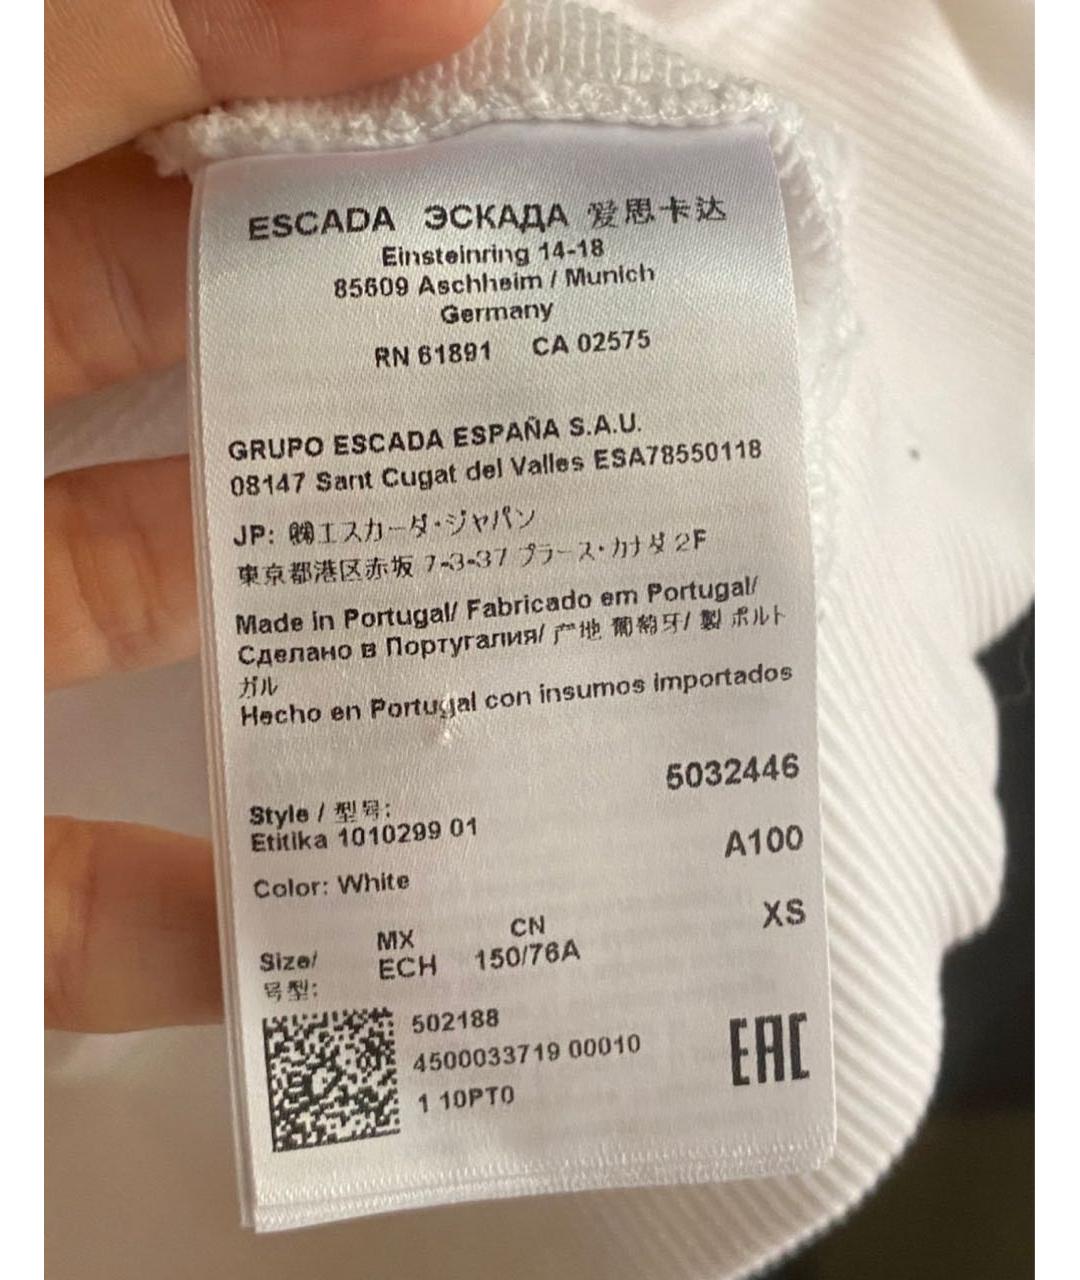 ESCADA ЭСКАДА 爱思卡达
Einsteinring 14-18
85609 Aschheim / Munich
Germany
RN 61891 CA 02575
GRUPO ESCADA ESPAÑA S.A.U.
08147 Sant Cugat del Valles ESA78550118
JP: ㈱エスカーダ・ジャパン
東京都港区赤坂 7-3-37 プラース・カナダ 2F
Made in Portugal/ Fabricado em Portugal/
Сделано в Португалия/ 产地 葡萄牙/ 製 ポルト
ガル
Hecho en Portugal con insumos importados
5032446
Style / 型号:
Etitika 1010299 01
A100
Color: White
XS
MX CN
Size/ ECH 150/76A
号型:
502188
4500033719 00010
1 10PT0
EAC